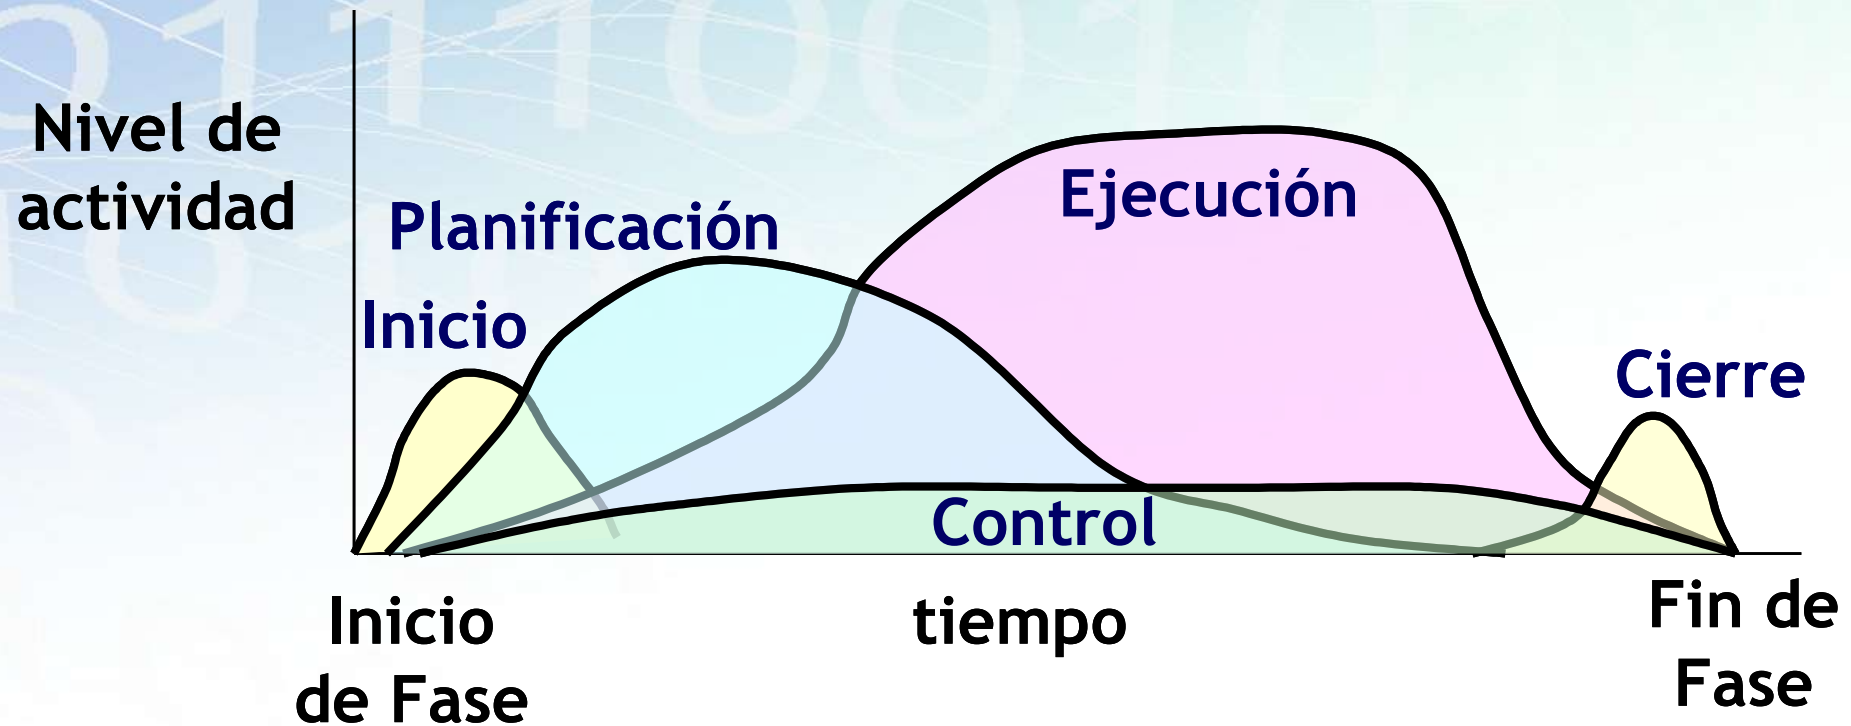 Nivel de
actividad
Planificación
Inicio
Ejecución
Cierre
Control
Inicio
de Fase
tiempo
Fin de
Fase